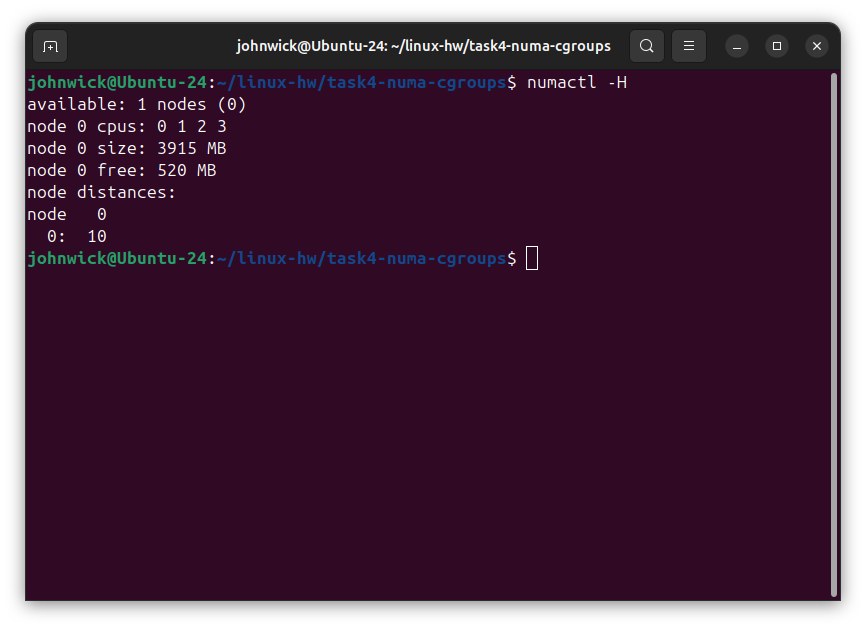 johnwick@Ubuntu-24: ~/linux-hw/task4-numa-cgroups
johnwick@Ubuntu-24:~/linux-hw/task4-numa-cgroups$ numactl -H
available: 1 nodes (0)
node 0 cpus: 0 1 2 3
node 0 size: 3915 MB
node 0 free: 520 MB
node distances:
node   0
  0:  10
johnwick@Ubuntu-24:~/linux-hw/task4-numa-cgroups$